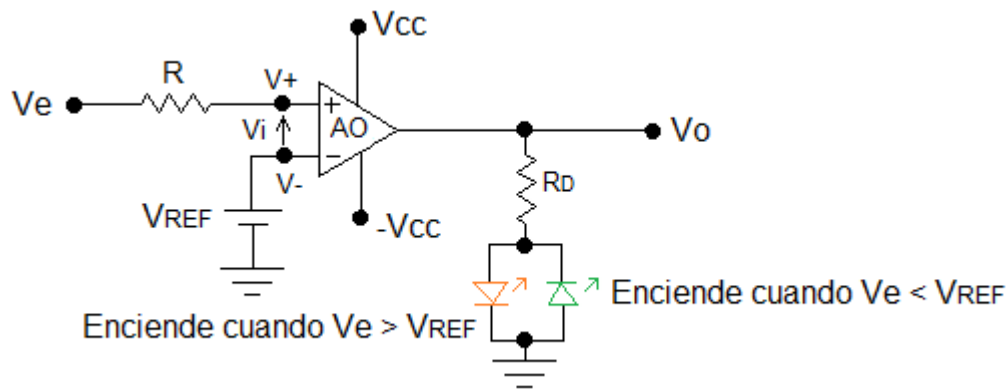 Vcc
R
V+
Ve
+
AO
Vi
Vo
−
V-
RD
VREF
-Vcc
Enciende cuando Ve < VREF
Enciende cuando Ve > VREF